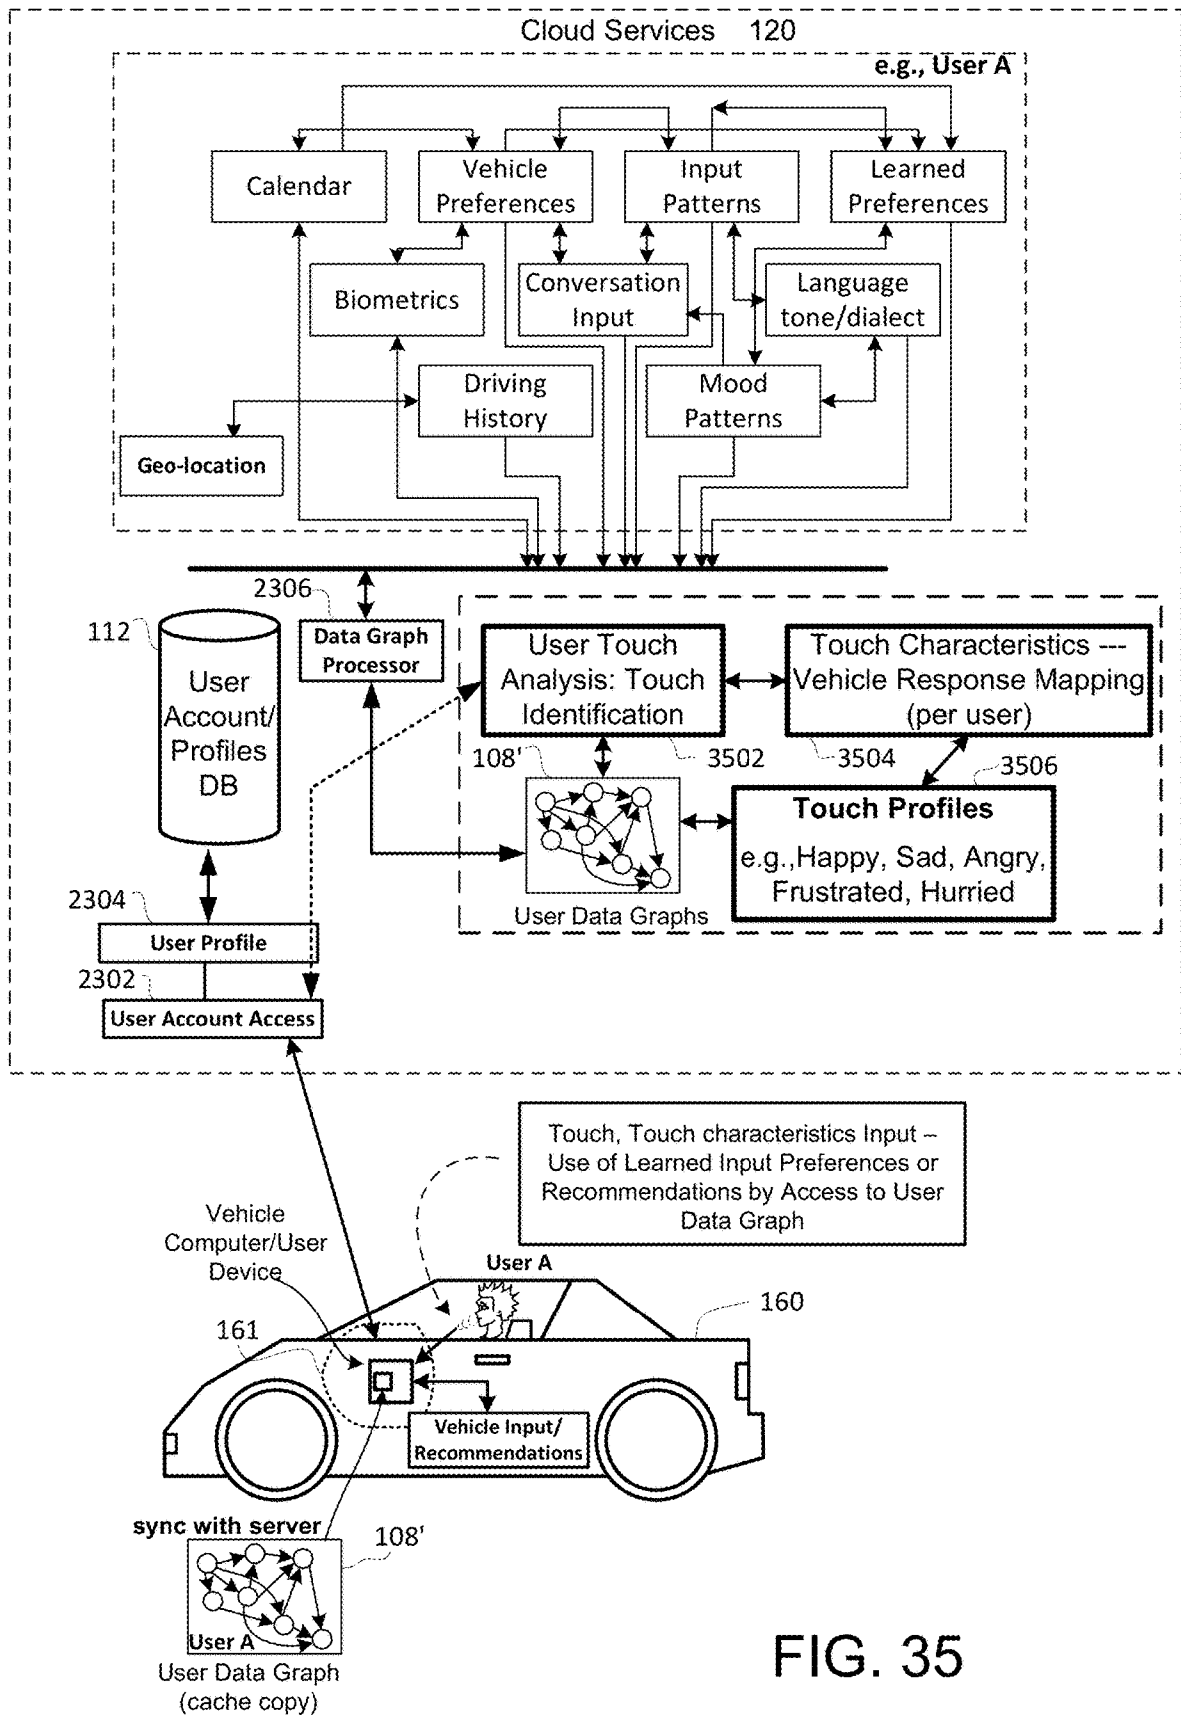 Cloud Services 120
e.g., User A
Calendar
Vehicle
Preferences
Input
Patterns
Learned
Preferences
Biometrics
Conversation
Input
Language
tone/dialect
Driving
History
Mood
Patterns
Geo-location
2306
112
Data Graph
Processor
User
Account/
Profiles
DB
User Touch
Analysis: Touch
Identification
Touch Characteristics ---
Vehicle Response Mapping
(per user)
108'
3502
3504
3506
Touch Profiles
e.g.,Happy, Sad, Angry,
Frustrated, Hurried
User Data Graphs
2304
User Profile
2302
User Account Access
Touch, Touch characteristics Input –
Use of Learned Input Preferences or
Recommendations by Access to User
Data Graph
Vehicle
Computer/User
Device
User A
160
161
Vehicle Input/
Recommendations
sync with server
108'
User A
User Data Graph
(cache copy)
FIG. 35